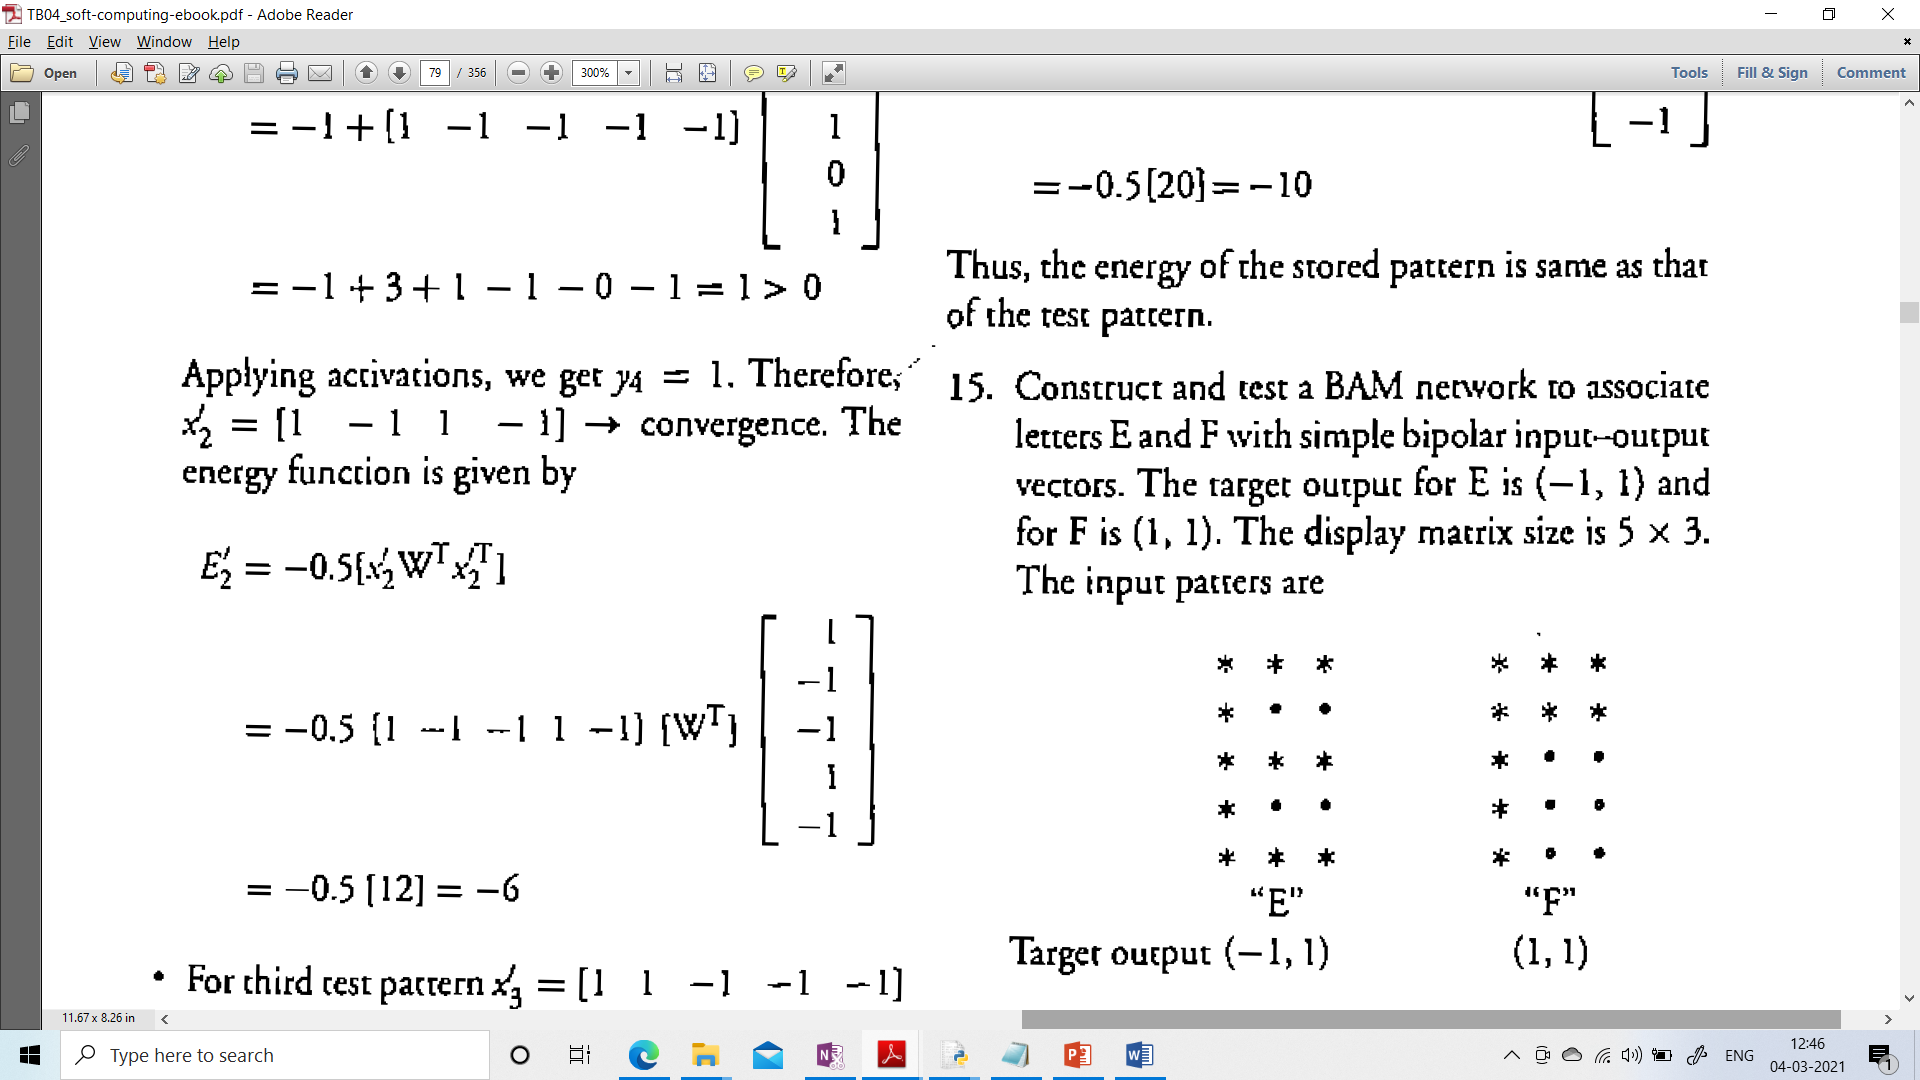 TB04_soft-computing-ebook.pdf - Adobe Reader
File Edit View Window Help
Open 79 / 356 300% Tools Fill & Sign Comment
= −1 + [1 −1 −1 −1 −1] [ 1
0
1 ]
= −1 + 3 + 1 − 1 − 0 − 1 = 1 > 0
Applying activations, we get y4 = 1. Therefore,
x′2 = [1 −1 1 −1] → convergence. The
energy function is given by
E′2 = −0.5[x′2 W^T x′2^T]
= −0.5 [1 −1 −1 1 −1] [W^T] [ 1
−1
−1
1
−1 ]
= −0.5 [12] = −6
• For third test pattern x′3 = [1 1 −1 −1 −1]
[ −1 ]
= −0.5[20] = −10
Thus, the energy of the stored pattern is same as that
of the test pattern.
15. Construct and test a BAM network to associate
letters E and F with simple bipolar input–output
vectors. The target output for E is (−1, 1) and
for F is (1, 1). The display matrix size is 5 × 3.
The input patters are
* * * * * *
* • • * * *
* * * * • •
* • • * • •
* * * * • •
“E” “F”
Target output (−1, 1) (1, 1)
11.67 x 8.26 in
Type here to search
ENG
12:46
04-03-2021
1